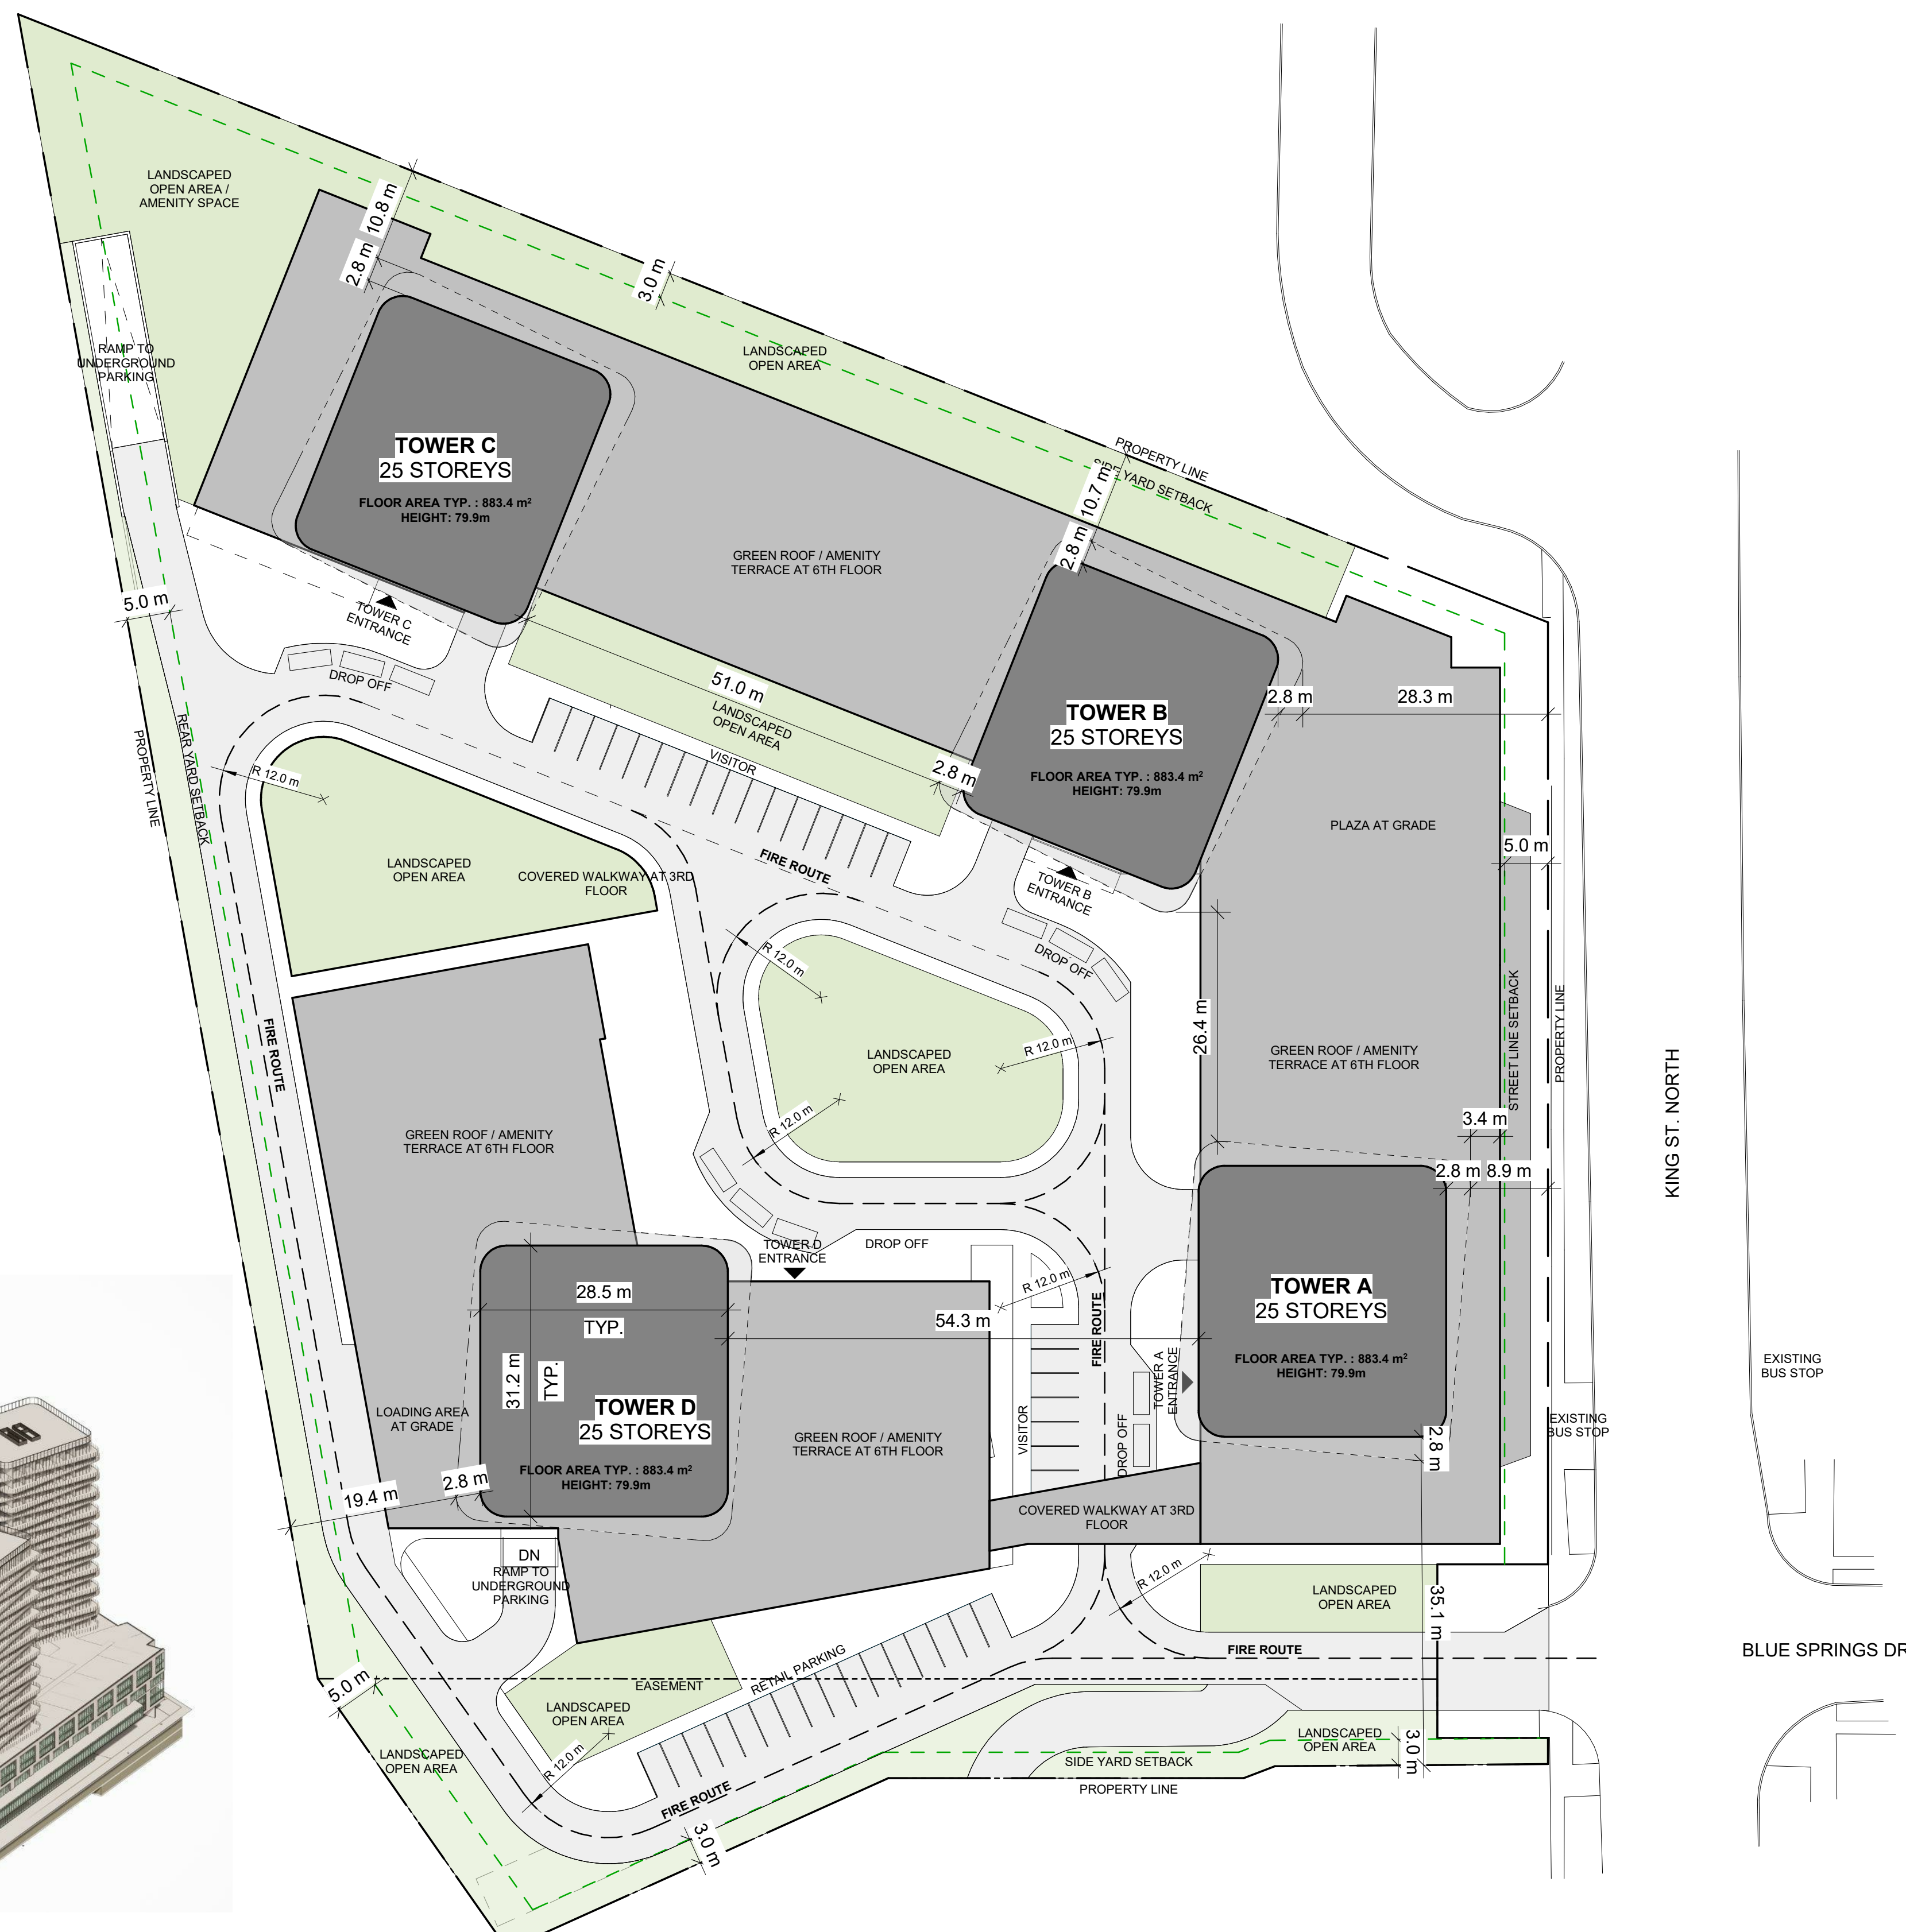 LANDSCAPED
OPEN AREA /
AMENITY SPACE
10.8 m
2.8 m
3.0 m
RAMP TO
UNDERGROUND
PARKING
LANDSCAPED
OPEN AREA
TOWER C
25 STOREYS
FLOOR AREA TYP. : 883.4 m²
HEIGHT: 79.9m
PROPERTY LINE
SIDE YARD SETBACK
10.7 m
2.8 m
GREEN ROOF / AMENITY
TERRACE AT 6TH FLOOR
5.0 m
TOWER C
ENTRANCE
DROP OFF
51.0 m
LANDSCAPED
OPEN AREA
VISITOR
2.8 m
TOWER B
25 STOREYS
FLOOR AREA TYP. : 883.4 m²
HEIGHT: 79.9m
2.8 m
28.3 m
PLAZA AT GRADE
5.0 m
PROPERTY LINE
REAR YARD SETBACK
R 12.0 m
LANDSCAPED
OPEN AREA
COVERED WALKWAY AT 3RD
FLOOR
FIRE ROUTE
TOWER B
ENTRANCE
DROP OFF
R 12.0 m
R 12.0 m
LANDSCAPED
OPEN AREA
R 12.0 m
26.4 m
GREEN ROOF / AMENITY
TERRACE AT 6TH FLOOR
STREET LINE SETBACK
PROPERTY LINE
KING ST. NORTH
FIRE ROUTE
GREEN ROOF / AMENITY
TERRACE AT 6TH FLOOR
3.4 m
2.8 m
8.9 m
TOWER D
ENTRANCE
DROP OFF
R 12.0 m
28.5 m
TYP.
31.2 m
TYP.
54.3 m
FIRE ROUTE
TOWER A
25 STOREYS
FLOOR AREA TYP. : 883.4 m²
HEIGHT: 79.9m
TOWER A
ENTRANCE
EXISTING
BUS STOP
EXISTING
BUS STOP
LOADING AREA
AT GRADE
TOWER D
25 STOREYS
FLOOR AREA TYP. : 883.4 m²
HEIGHT: 79.9m
GREEN ROOF / AMENITY
TERRACE AT 6TH FLOOR
VISITOR
DROP OFF
2.8 m
2.8 m
19.4 m
COVERED WALKWAY AT 3RD
FLOOR
DN
RAMP TO
UNDERGROUND
PARKING
R 12.0 m
LANDSCAPED
OPEN AREA
35.1 m
FIRE ROUTE
BLUE SPRINGS DR
5.0 m
EASEMENT
RETAIL PARKING
LANDSCAPED
OPEN AREA
LANDSCAPED
OPEN AREA
R 12.0 m
LANDSCAPED
OPEN AREA
3.0 m
SIDE YARD SETBACK
PROPERTY LINE
FIRE ROUTE
3.0 m